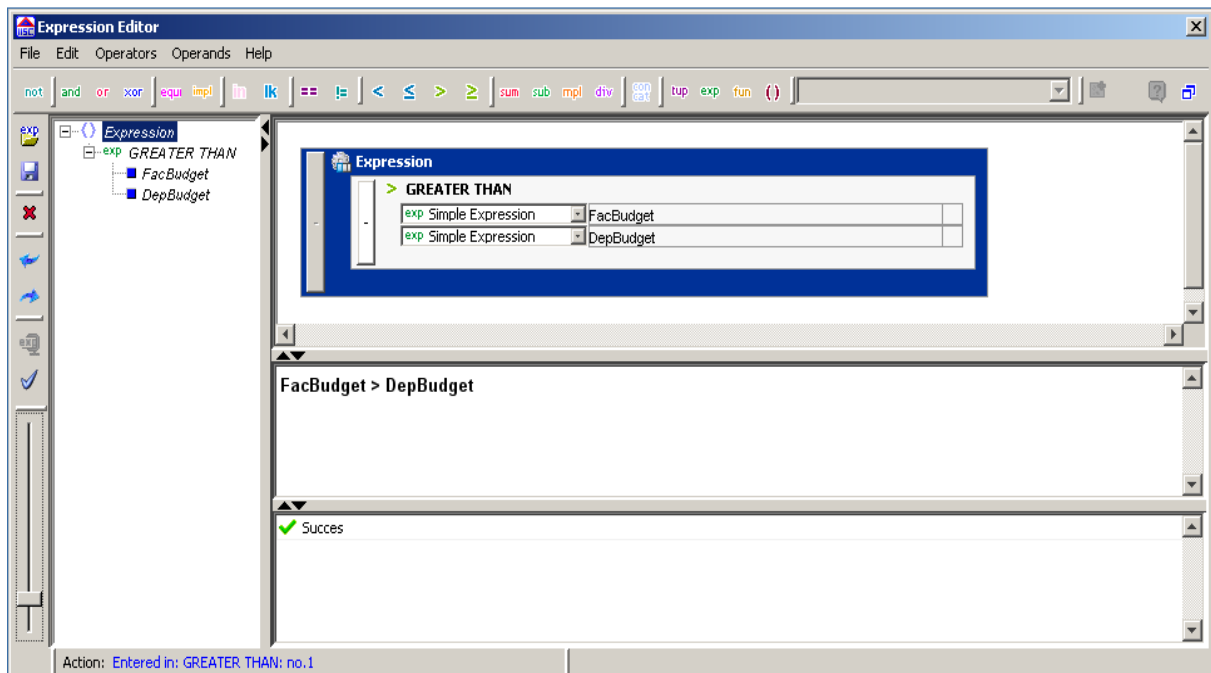 Expression Editor
File Edit Operators Operands Help
not and or xor equi impl in lk == != < ≤ > ≥ sum sub mpl div con cat tup exp fun ()
exp
Expression
exp GREATER THAN
FacBudget
DepBudget
Expression
> GREATER THAN
exp Simple Expression FacBudget
exp Simple Expression DepBudget
FacBudget > DepBudget
Succes
Action: Entered in: GREATER THAN: no.1